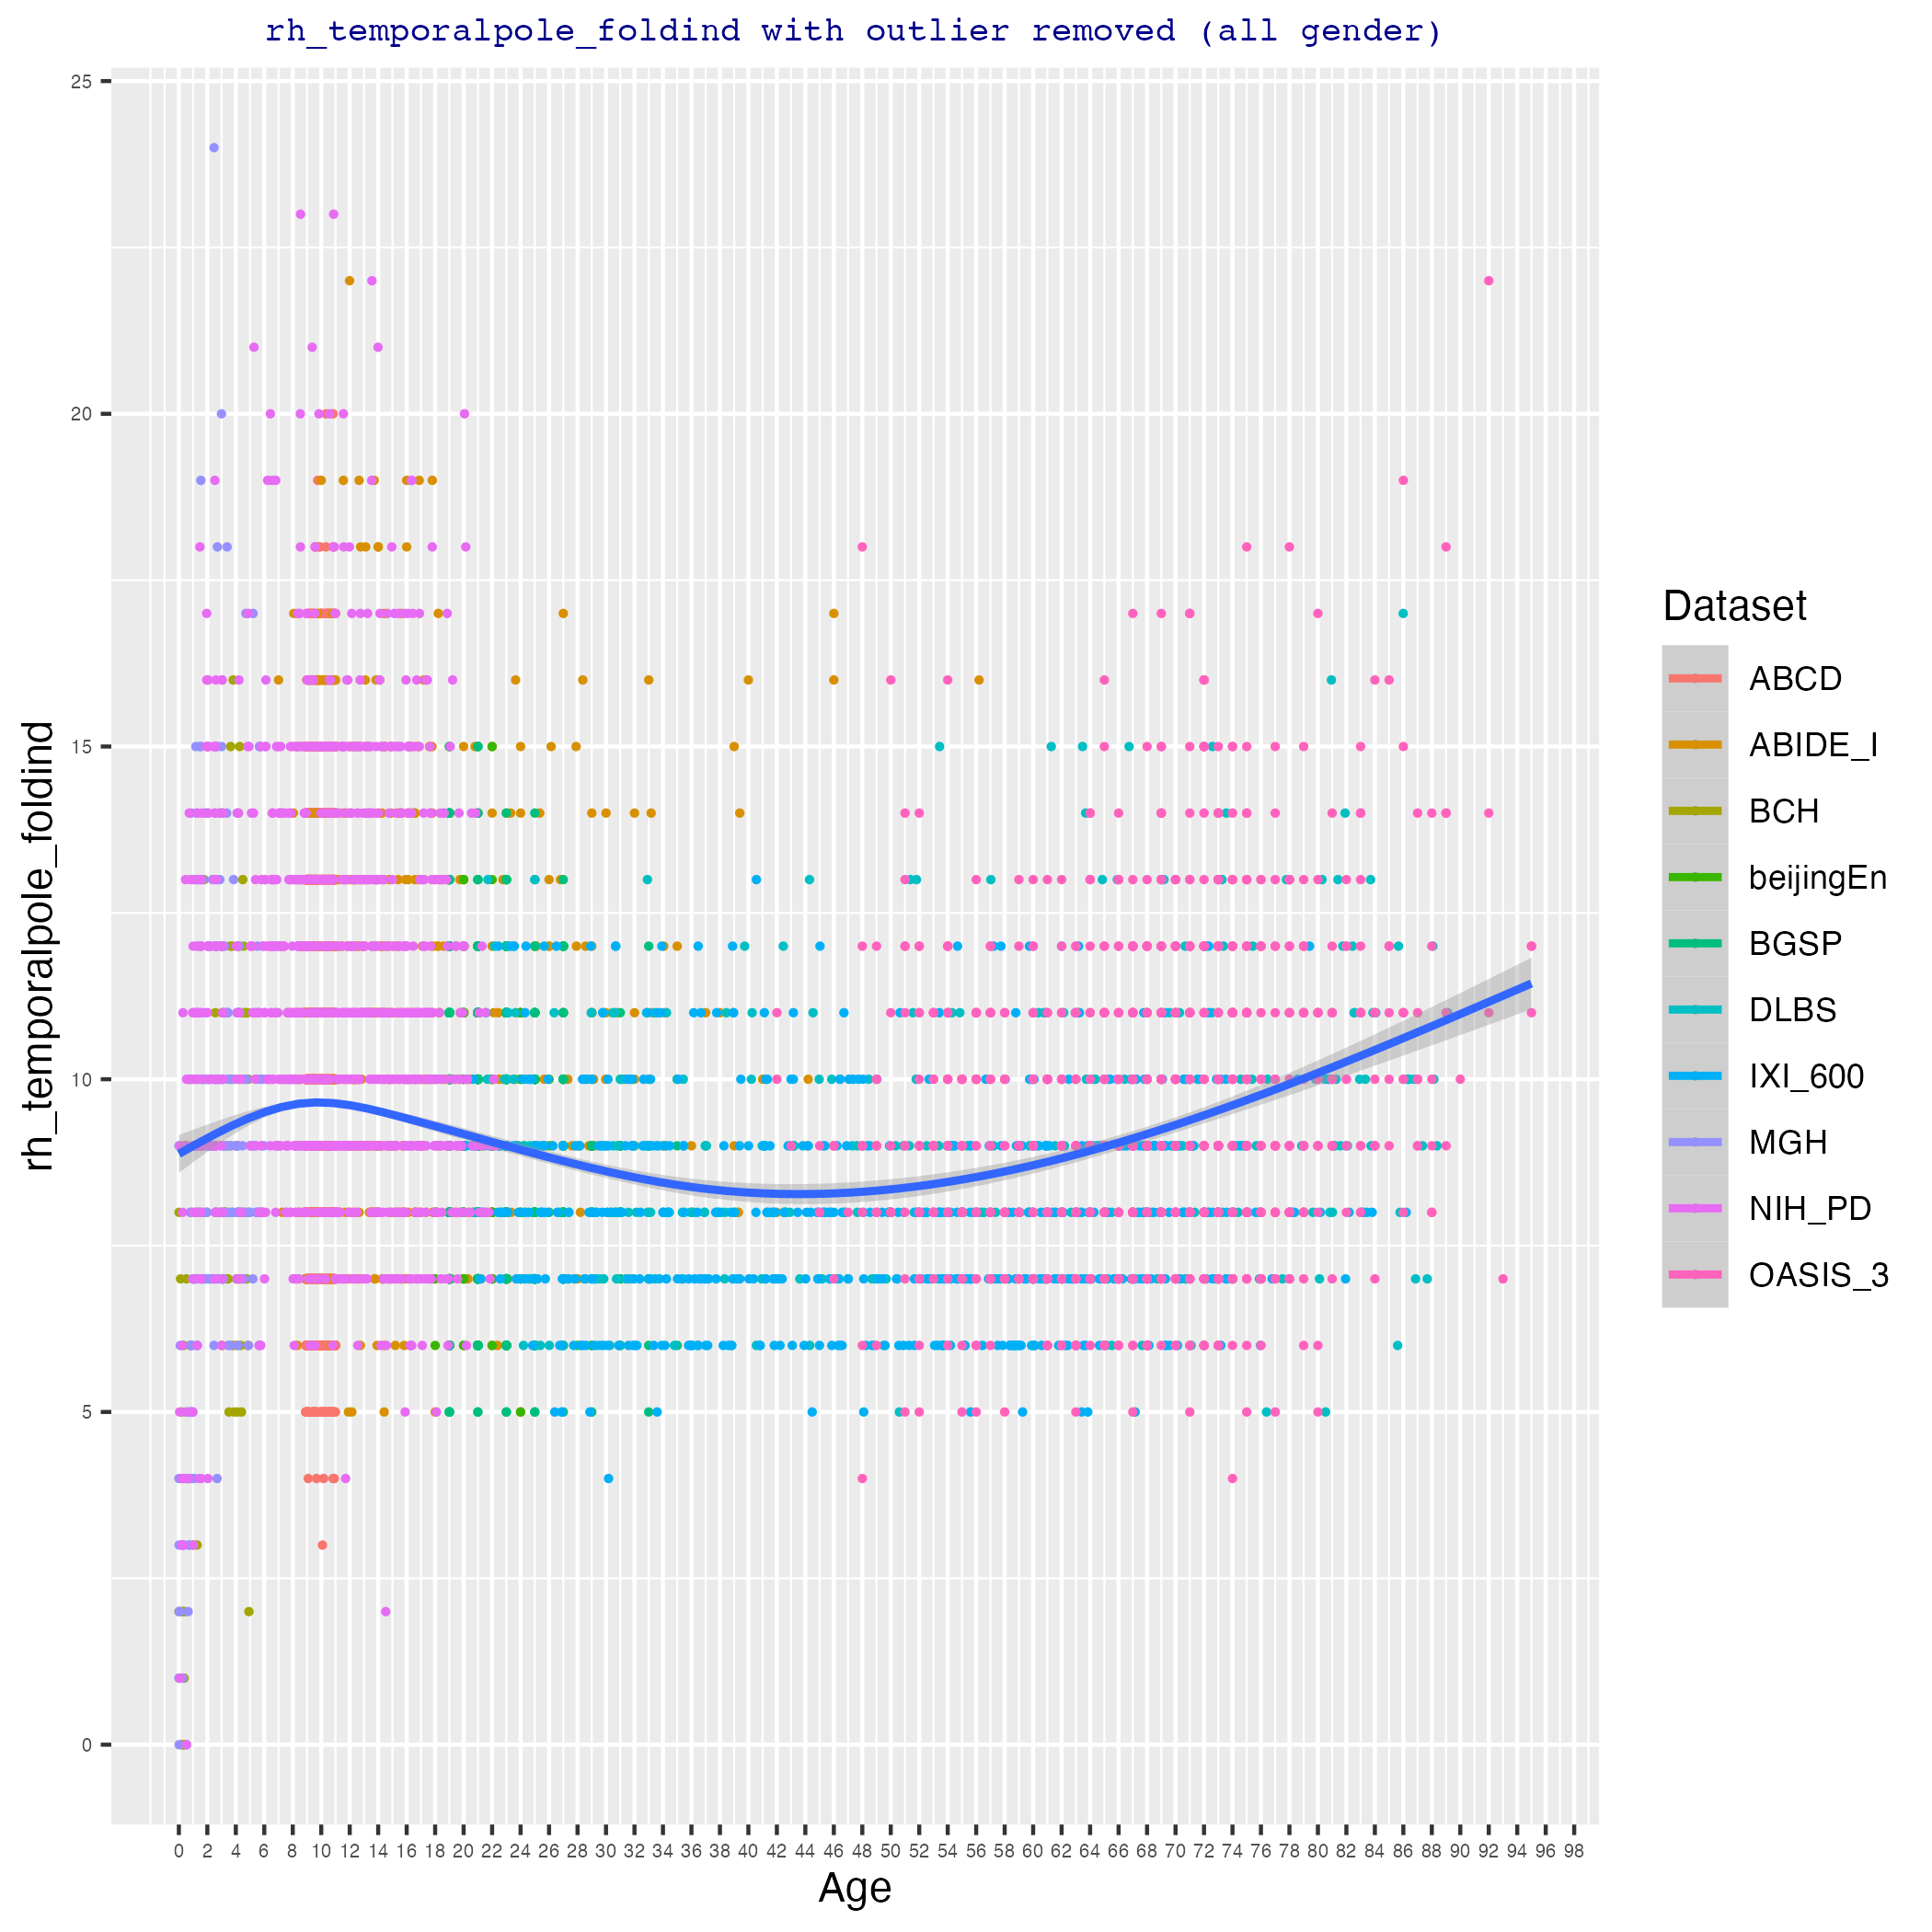 rh_temporalpole_foldind with outlier removed (all gender)
25
20
15
10
5
0
rh_temporalpole_foldind
0 2 4 6 8 10 12 14 16 18 20 22 24 26 28 30 32 34 36 38 40 42 44 46 48 50 52 54 56 58 60 62 64 66 68 70 72 74 76 78 80 82 84 86 88 90 92 94 96 98
Age
Dataset
ABCD
ABIDE_I
BCH
beijingEn
BGSP
DLBS
IXI_600
MGH
NIH_PD
OASIS_3